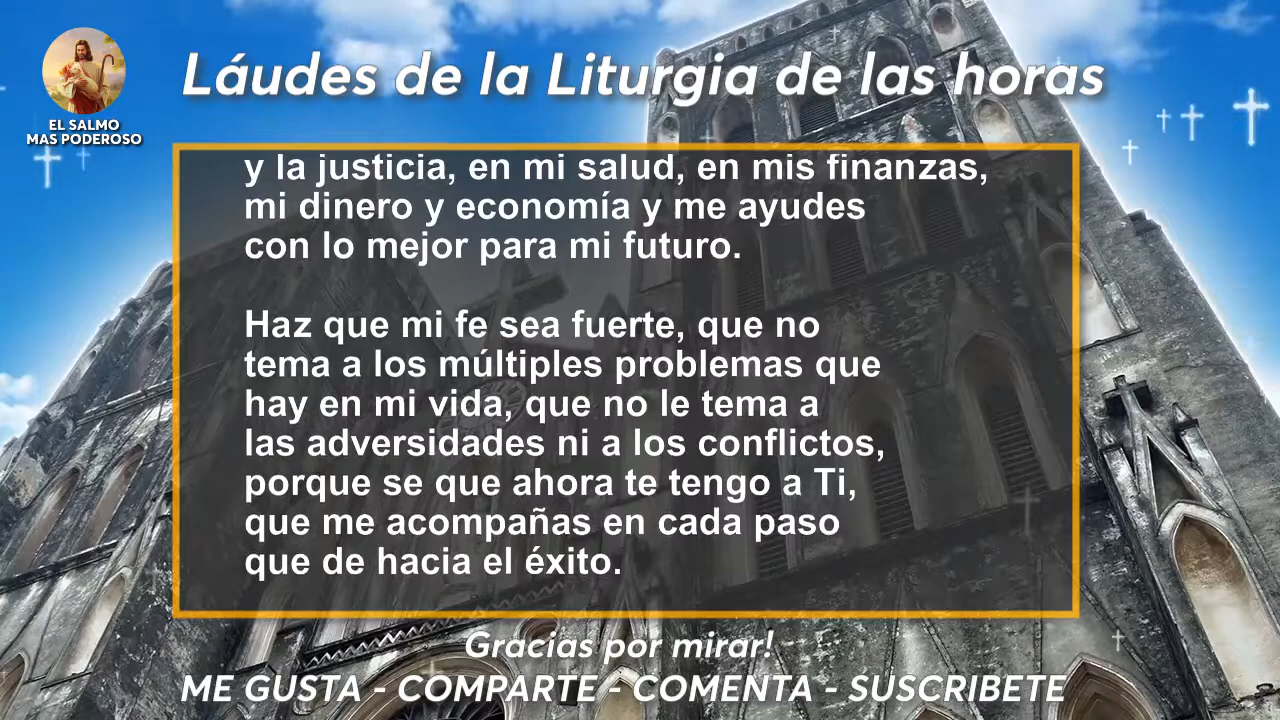 Láudes de la Liturgia de las horas
EL SALMO
MAS PODEROSO
y la justicia, en mi salud, en mis finanzas,
mi dinero y economía y me ayudes
con lo mejor para mi futuro.
Haz que mi fe sea fuerte, que no
tema a los múltiples problemas que
hay en mi vida, que no le tema a
las adversidades ni a los conflictos,
porque se que ahora te tengo a Ti,
que me acompañas en cada paso
que de hacia el éxito.
Gracias por mirar!
ME GUSTA - COMPARTE - COMENTA - SUSCRIBETE